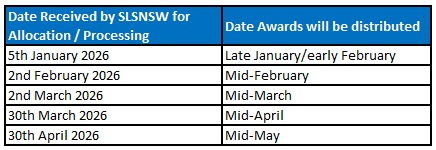 Date Received by SLSNSW for
Allocation / Processing
Date Awards will be distributed
5th January 2026 Late January/early February
2nd February 2026 Mid-February
2nd March 2026 Mid-March
30th March 2026 Mid-April
30th April 2026 Mid-May